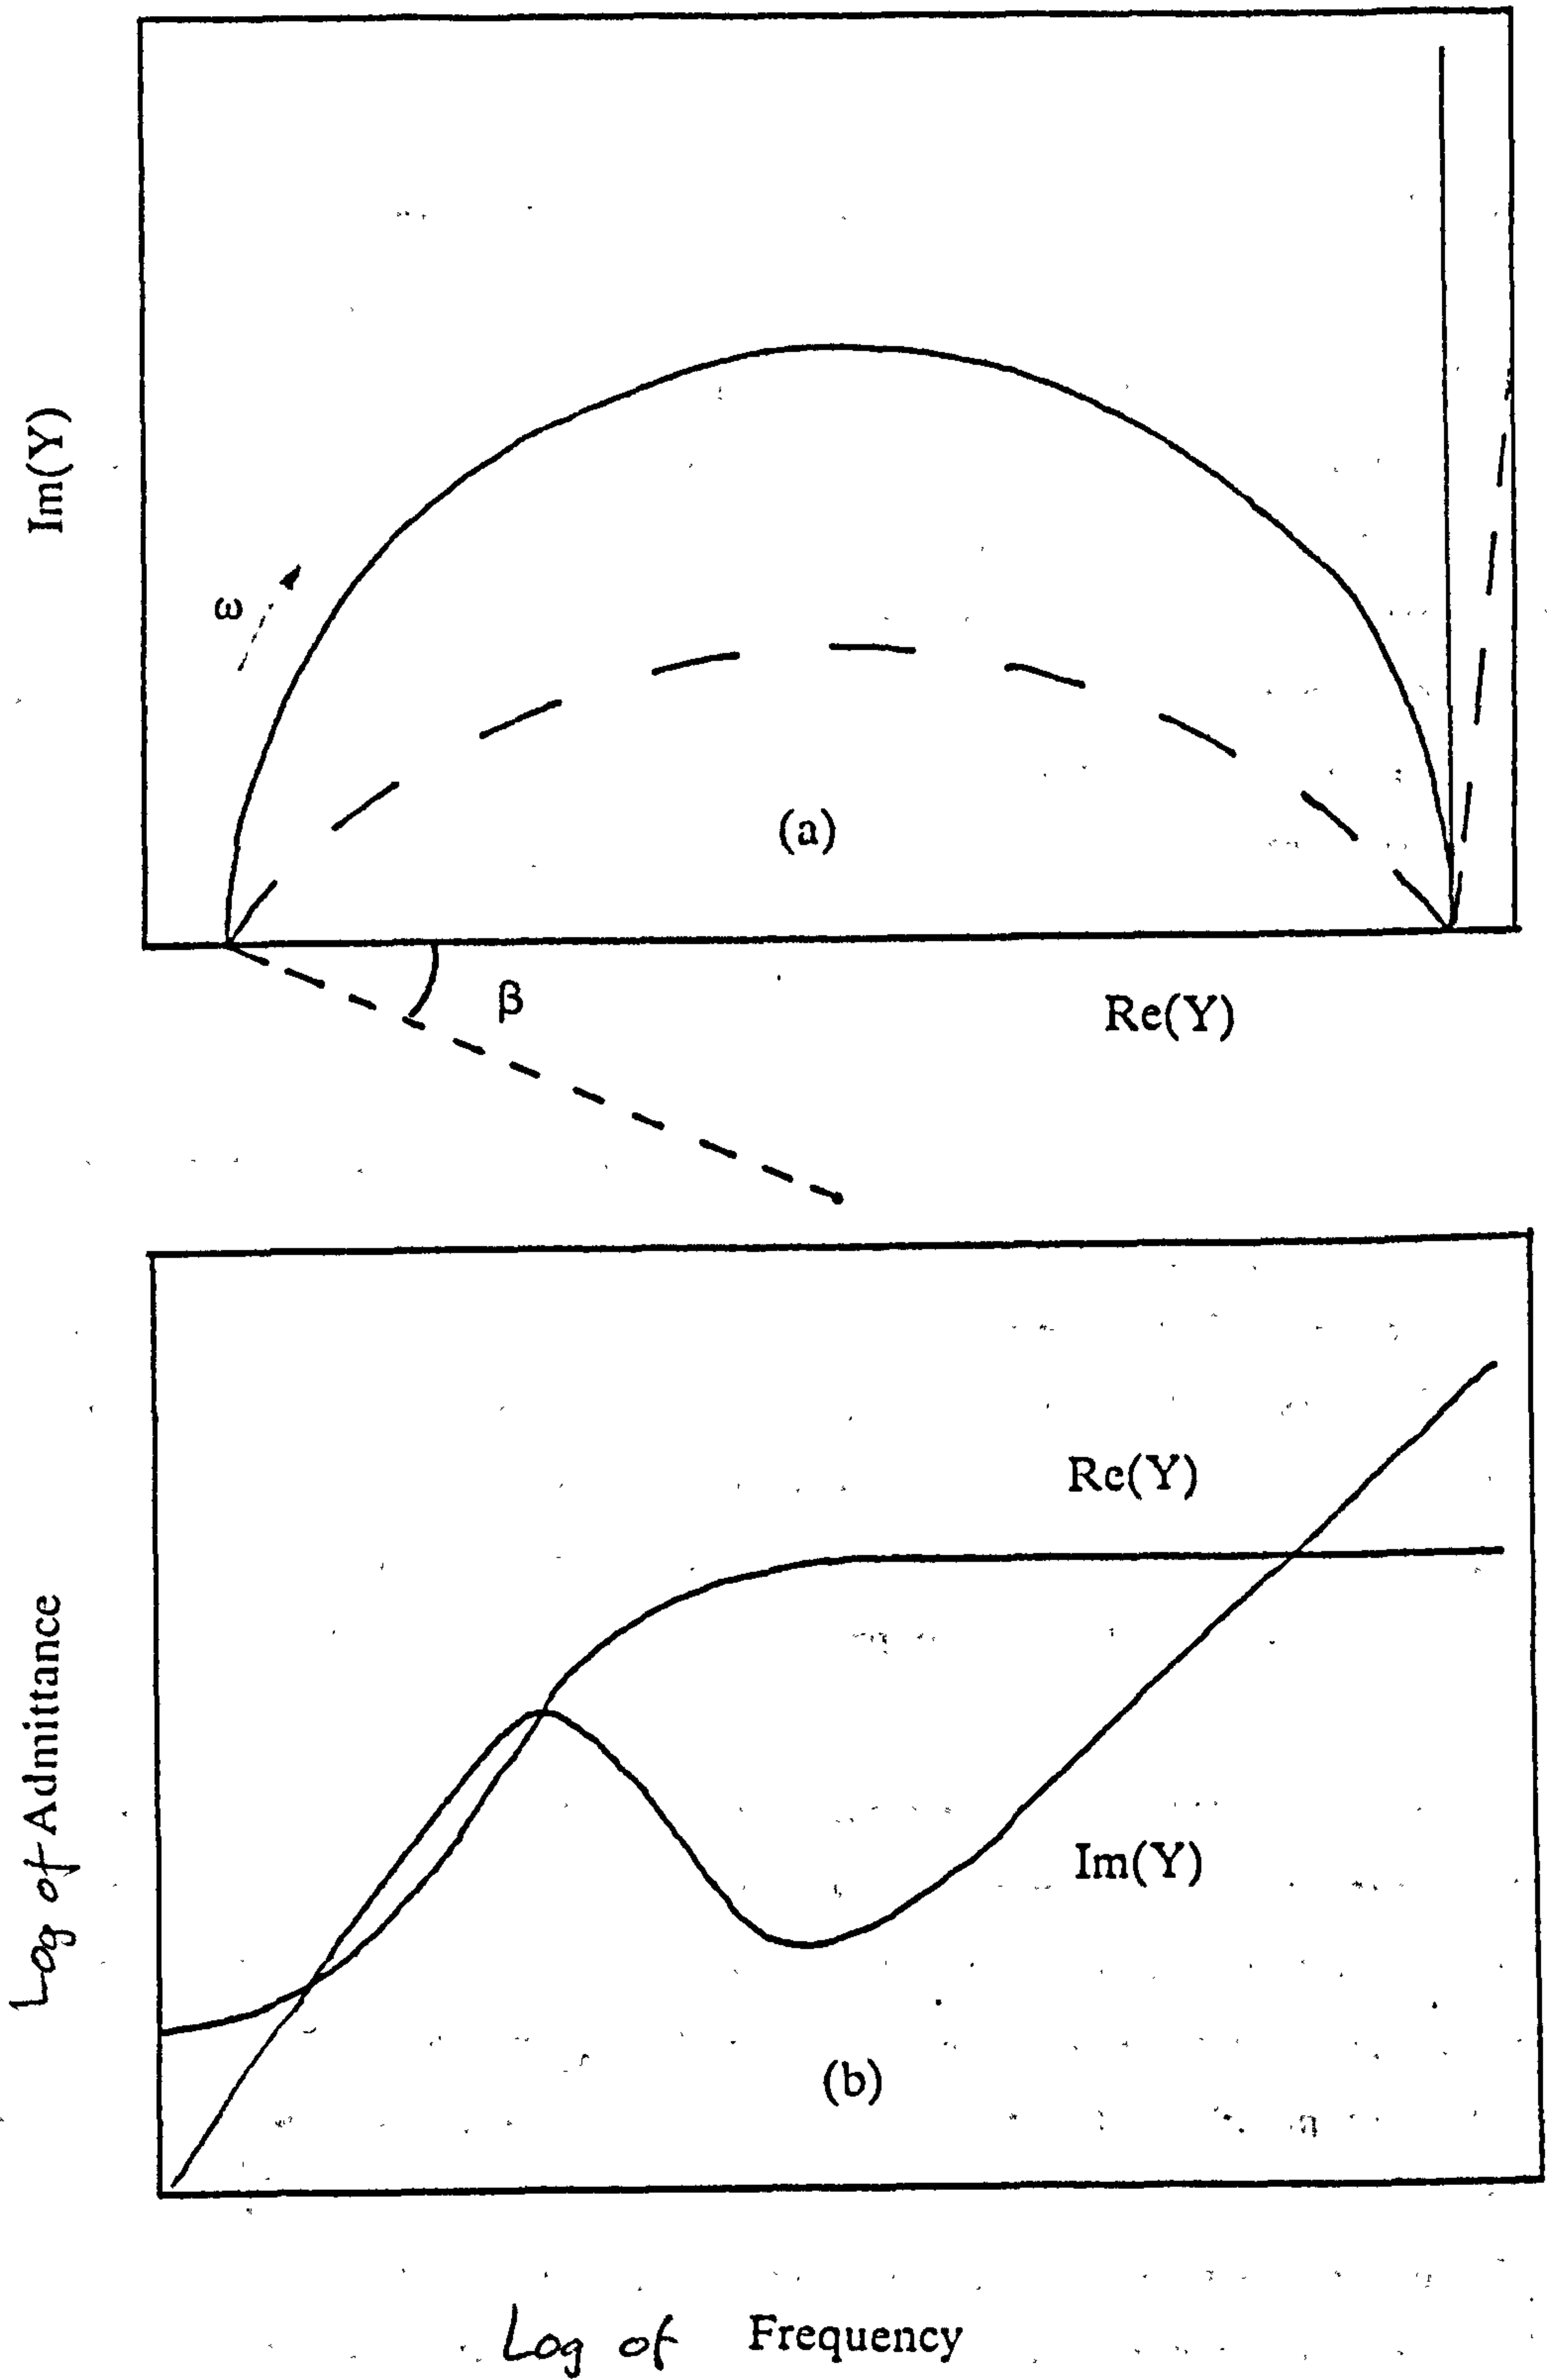 Im(Y)
ω
(a)
β
Re(Y)
Log of Admittance
Re(Y)
Im(Y)
(b)
Log of Frequency